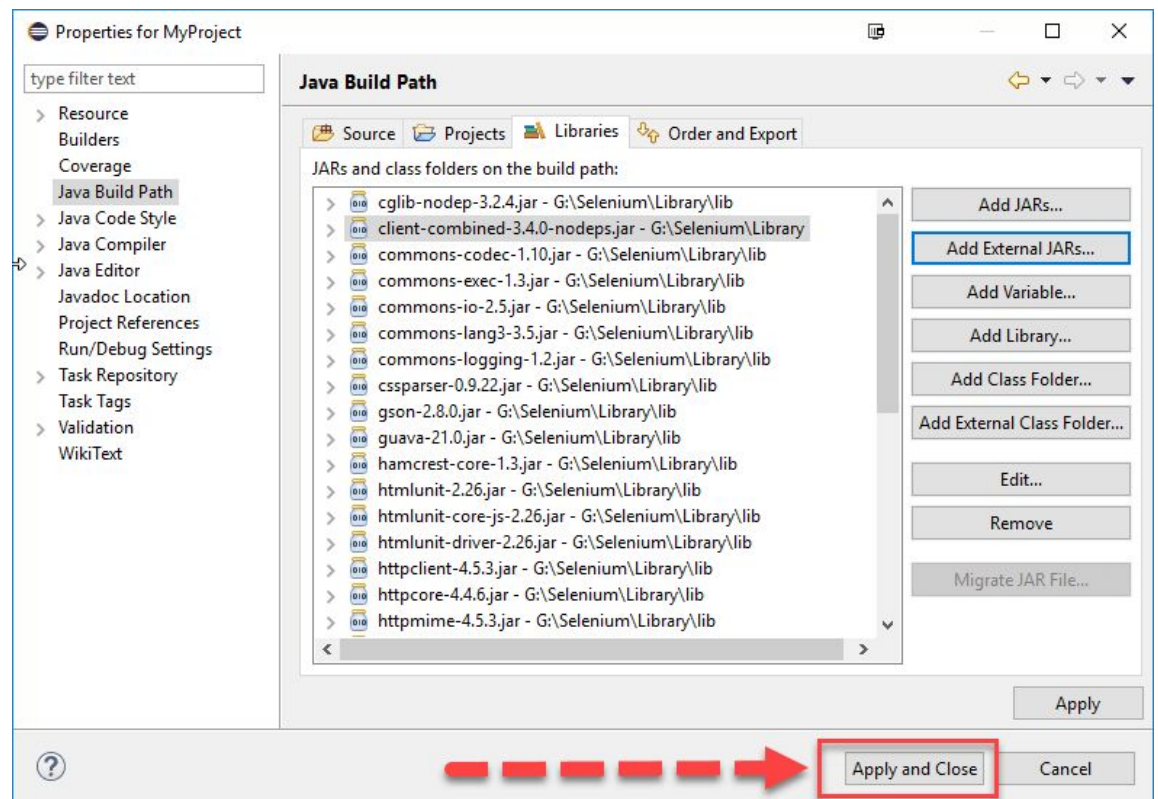 Properties for MyProject
type filter text
Resource
Builders
Coverage
Java Build Path
Java Code Style
Java Compiler
Java Editor
Javadoc Location
Project References
Run/Debug Settings
Task Repository
Task Tags
Validation
WikiText
Java Build Path
Source Projects Libraries Order and Export
JARs and class folders on the build path:
cglib-nodep-3.2.4.jar - G:\Selenium\Library\lib
client-combined-3.4.0-nodeps.jar - G:\Selenium\Library
commons-codec-1.10.jar - G:\Selenium\Library\lib
commons-exec-1.3.jar - G:\Selenium\Library\lib
commons-io-2.5.jar - G:\Selenium\Library\lib
commons-lang3-3.5.jar - G:\Selenium\Library\lib
commons-logging-1.2.jar - G:\Selenium\Library\lib
cssparser-0.9.22.jar - G:\Selenium\Library\lib
gson-2.8.0.jar - G:\Selenium\Library\lib
guava-21.0.jar - G:\Selenium\Library\lib
hamcrest-core-1.3.jar - G:\Selenium\Library\lib
htmlunit-2.26.jar - G:\Selenium\Library\lib
htmlunit-core-js-2.26.jar - G:\Selenium\Library\lib
htmlunit-driver-2.26.jar - G:\Selenium\Library\lib
httpclient-4.5.3.jar - G:\Selenium\Library\lib
httpcore-4.4.6.jar - G:\Selenium\Library\lib
httpmime-4.5.3.jar - G:\Selenium\Library\lib
Add JARs...
Add External JARs...
Add Variable...
Add Library...
Add Class Folder...
Add External Class Folder...
Edit...
Remove
Migrate JAR File...
Apply
? Apply and Close Cancel